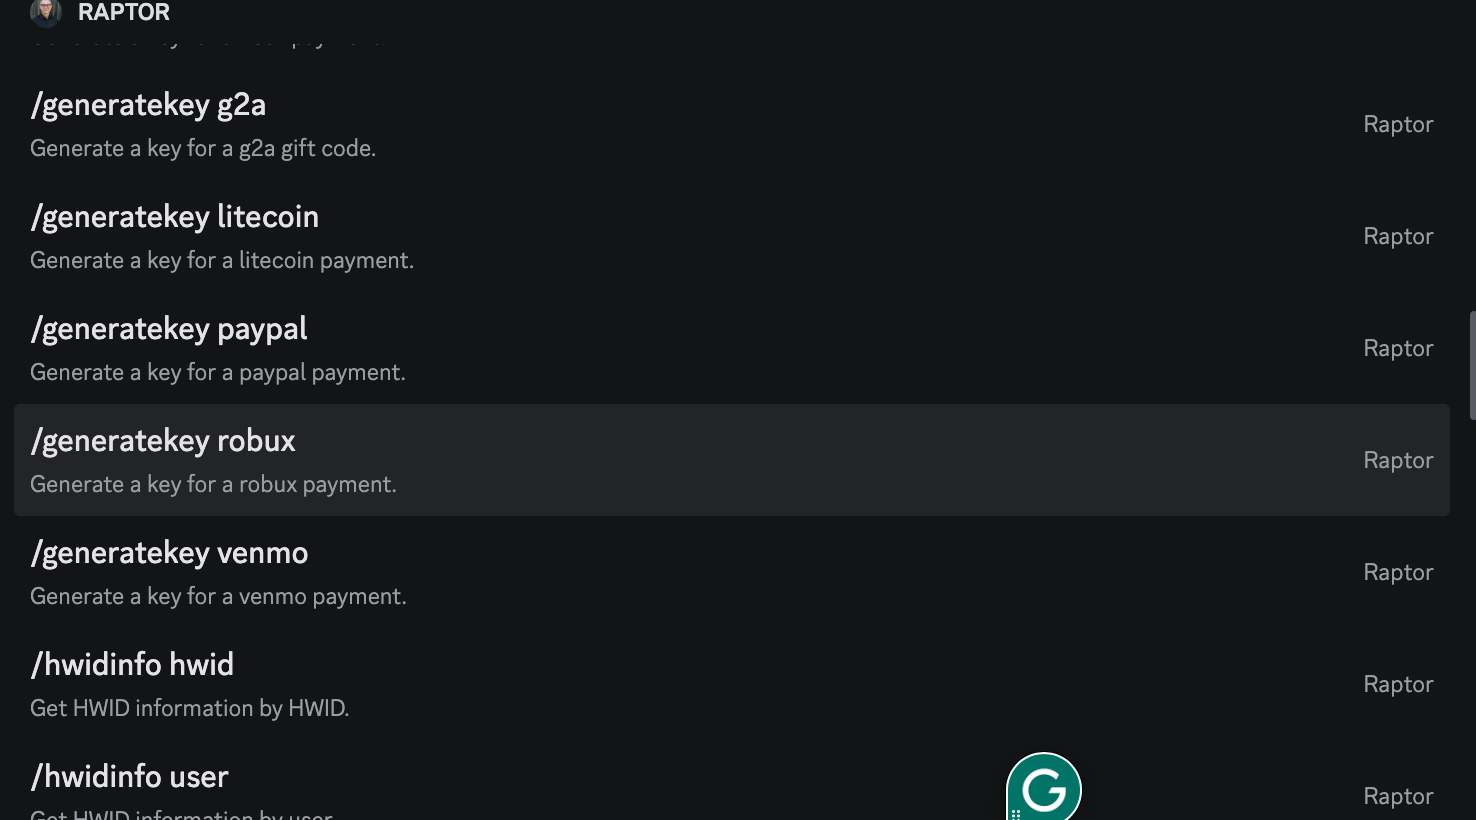 RAPTOR
/generatekey g2a
Raptor
Generate a key for a g2a gift code.
/generatekey litecoin
Raptor
Generate a key for a litecoin payment.
/generatekey paypal
Raptor
Generate a key for a paypal payment.
/generatekey robux
Raptor
Generate a key for a robux payment.
/generatekey venmo
Raptor
Generate a key for a venmo payment.
/hwidinfo hwid
Raptor
Get HWID information by HWID.
/hwidinfo user
Raptor
Get HWID information by user.
G